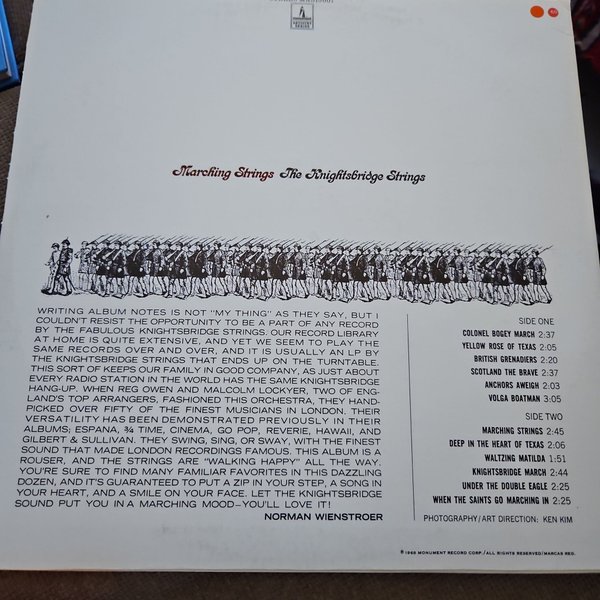 Marching Strings The Knightsbridge Strings
WRITING ALBUM NOTES IS NOT "MY THING" AS THEY SAY, BUT I
COULDN'T RESIST THE OPPORTUNITY TO BE A PART OF ANY RECORD
BY THE FABULOUS KNIGHTSBRIDGE STRINGS. OUR RECORD LIBRARY
AT HOME IS QUITE EXTENSIVE, AND YET WE SEEM TO PLAY THE
SAME RECORDS OVER AND OVER, AND IT IS USUALLY AN LP BY
THE KNIGHTSBRIDGE STRINGS THAT ENDS UP ON THE TURNTABLE.
THIS SORT OF KEEPS OUR FAMILY IN GOOD COMPANY, AS JUST ABOUT
EVERY RADIO STATION IN THE WORLD HAS THE SAME KNIGHTSBRIDGE
HANG-UP. WHEN REG OWEN AND MALCOLM LOCKYER, TWO OF ENG-
LAND'S TOP ARRANGERS, FASHIONED THIS ORCHESTRA, THEY HAND-
PICKED OVER FIFTY OF THE FINEST MUSICIANS IN LONDON. THEIR
VERSATILITY HAS BEEN DEMONSTRATED PREVIOUSLY IN THEIR
ALBUMS; ESPANA, ¾ TIME, CINEMA, GO POP, REVERIE, HAWAII, AND
GILBERT & SULLIVAN. THEY SWING, SING, OR SWAY, WITH THE FINEST
SOUND THAT MADE LONDON RECORDINGS FAMOUS. THIS ALBUM IS A
ROUSER, AND THE STRINGS ARE "WALKING HAPPY" ALL THE WAY.
YOU'RE SURE TO FIND MANY FAMILIAR FAVORITES IN THIS DAZZLING
DOZEN, AND IT'S GUARANTEED TO PUT A ZIP IN YOUR STEP, A SONG IN
YOUR HEART, AND A SMILE ON YOUR FACE. LET THE KNIGHTSBRIDGE
SOUND PUT YOU IN A MARCHING MOOD—YOU'LL LOVE IT!
NORMAN WIENSTROER
SIDE ONE
COLONEL BOGEY MARCH 2:37
YELLOW ROSE OF TEXAS 2:05
BRITISH GRENADIERS 2:20
SCOTLAND THE BRAVE 2:37
ANCHORS AWEIGH 2:03
VOLGA BOATMAN 3:05
SIDE TWO
MARCHING STRINGS 2:45
DEEP IN THE HEART OF TEXAS 2:06
WALTZING MATILDA 1:51
KNIGHTSBRIDGE MARCH 2:44
UNDER THE DOUBLE EAGLE 2:25
WHEN THE SAINTS GO MARCHING IN 2:25
PHOTOGRAPHY/ART DIRECTION: KEN KIM
℗ 1968 MONUMENT RECORD CORP./ALL RIGHTS RESERVED/MARCAS REG.